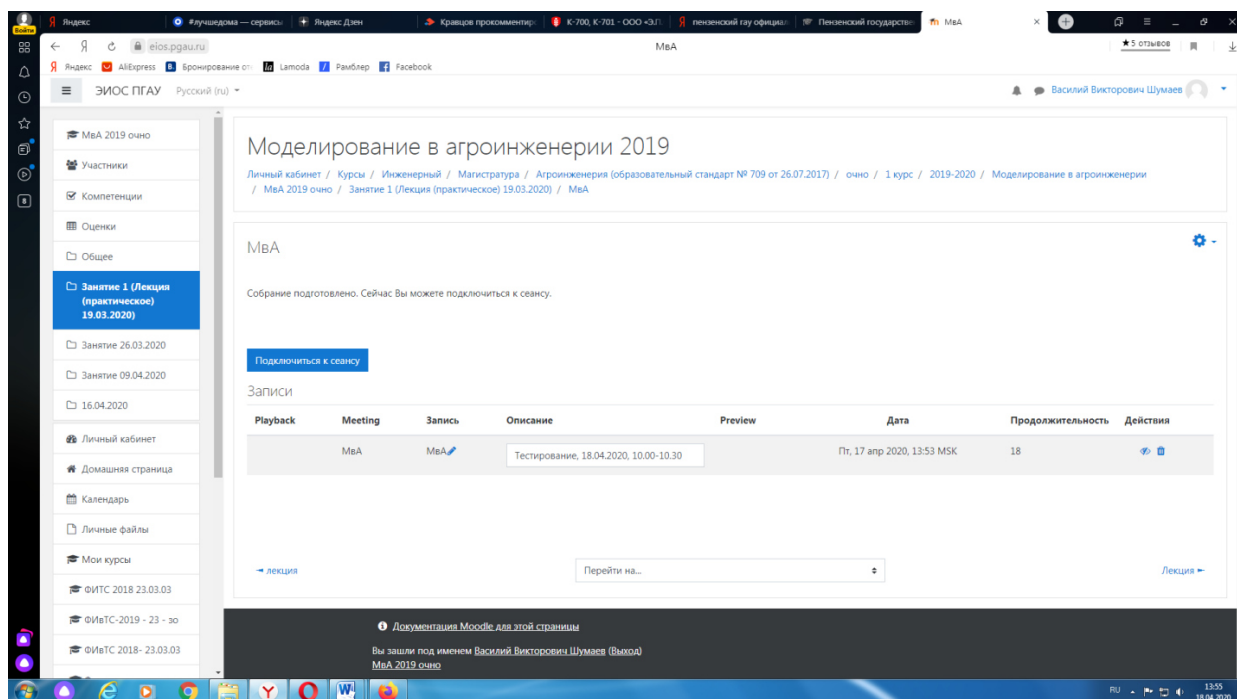 Яндекс
#лучшедома — сервисы
Яндекс Дзен
Кравцов прокомментиро
К-700, К-701 - ООО «Э.П.
пензенский гау официал
Пензенский государстве
МвА
Войти
eios.pgau.ru
МвА
★5 отзывов
Яндекс
AliExpress
Бронирование от
Lamoda
Рамблер
Facebook
ЭИОС ПГАУ
Русский (ru)
Василий Викторович Шумаев
МвА 2019 очно
Участники
Компетенции
Оценки
Общее
Занятие 1 (Лекция
(практическое)
19.03.2020)
Занятие 26.03.2020
Занятие 09.04.2020
16.04.2020
Личный кабинет
Домашняя страница
Календарь
Личные файлы
Мои курсы
ФИТС 2018 23.03.03
ФИвТС-2019 - 23 - зо
ФИвТС 2018- 23.03.03
Моделирование в агроинженерии 2019
Личный кабинет / Курсы / Инженерный / Магистратура / Агроинженерия (образовательный стандарт № 709 от 26.07.2017) / очно / 1 курс / 2019-2020 / Моделирование в агроинженерии
/ МвА 2019 очно / Занятие 1 (Лекция (практическое) 19.03.2020) / МвА
МвА
Собрание подготовлено. Сейчас Вы можете подключиться к сеансу.
Подключиться к сеансу
Записи
Playback Meeting Запись Описание Preview Дата Продолжительность Действия
МвА МвА Тестирование, 18.04.2020, 10.00-10.30 Пт, 17 апр 2020, 13:53 MSK 18
◄ лекция
Перейти на...
Лекция ►
Документация Moodle для этой страницы
Вы зашли под именем Василий Викторович Шумаев (Выход)
МвА 2019 очно
RU
13:55
18.04.2020